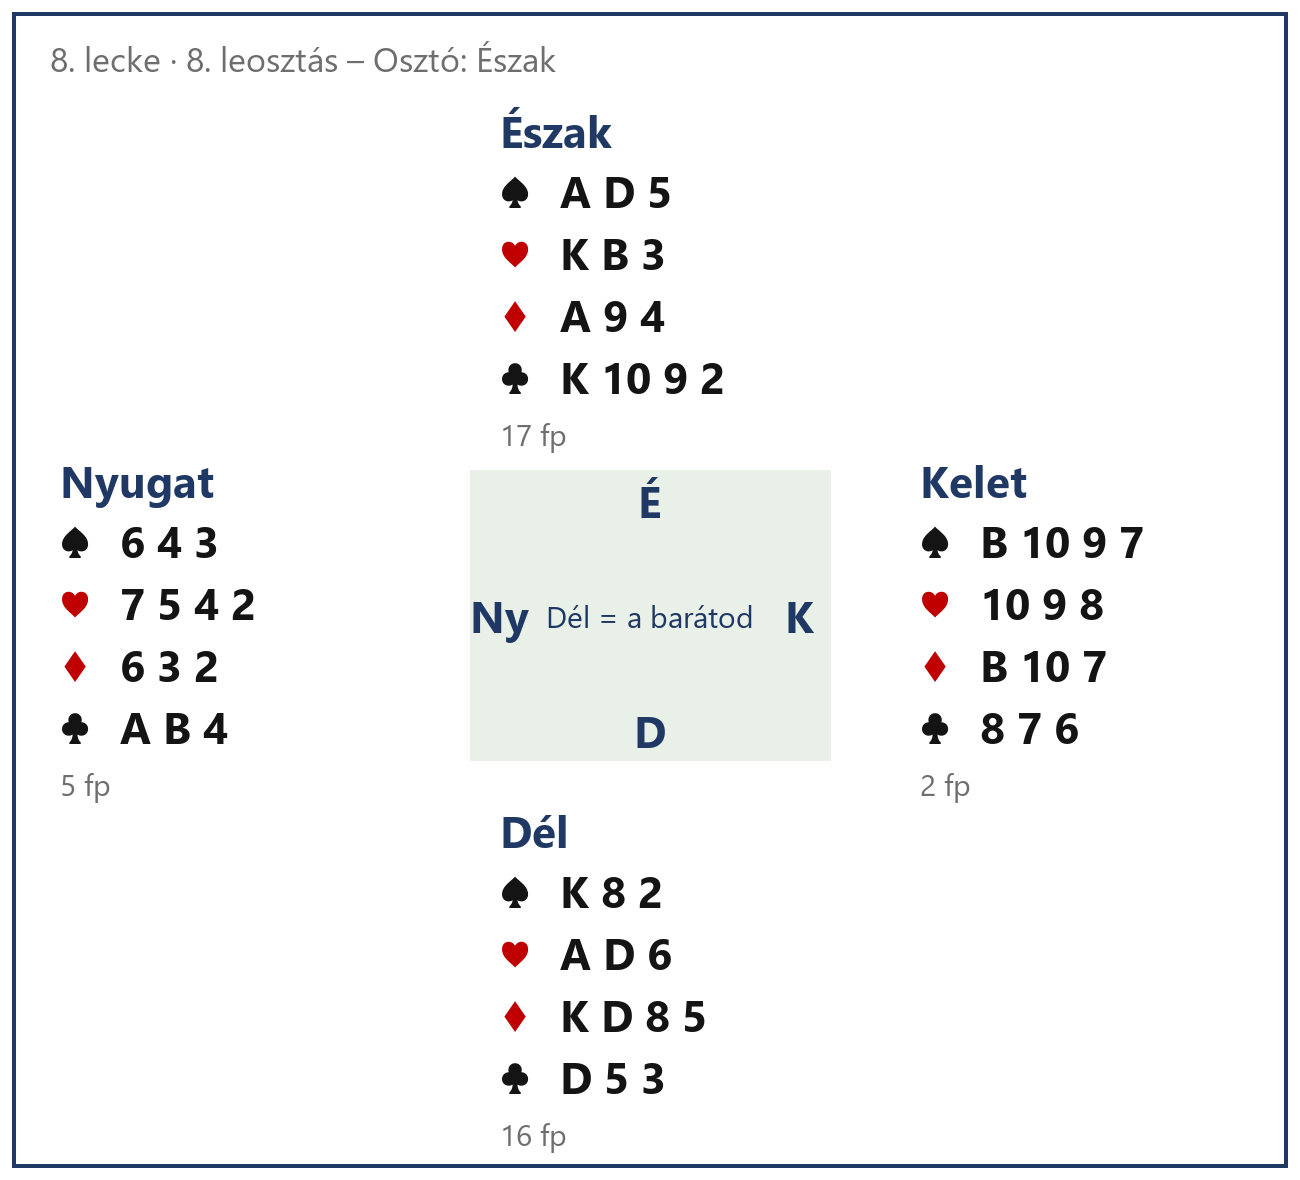 8. lecke · 8. leosztás – Osztó: Észak
Észak
♠ A D 5
♥ K B 3
♦ A 9 4
♣ K 10 9 2
17 fp
Nyugat
♠ 6 4 3
♥ 7 5 4 2
♦ 6 3 2
♣ A B 4
5 fp
É
Ny Dél = a barátod K
D
Kelet
♠ B 10 9 7
♥ 10 9 8
♦ B 10 7
♣ 8 7 6
2 fp
Dél
♠ K 8 2
♥ A D 6
♦ K D 8 5
♣ D 5 3
16 fp